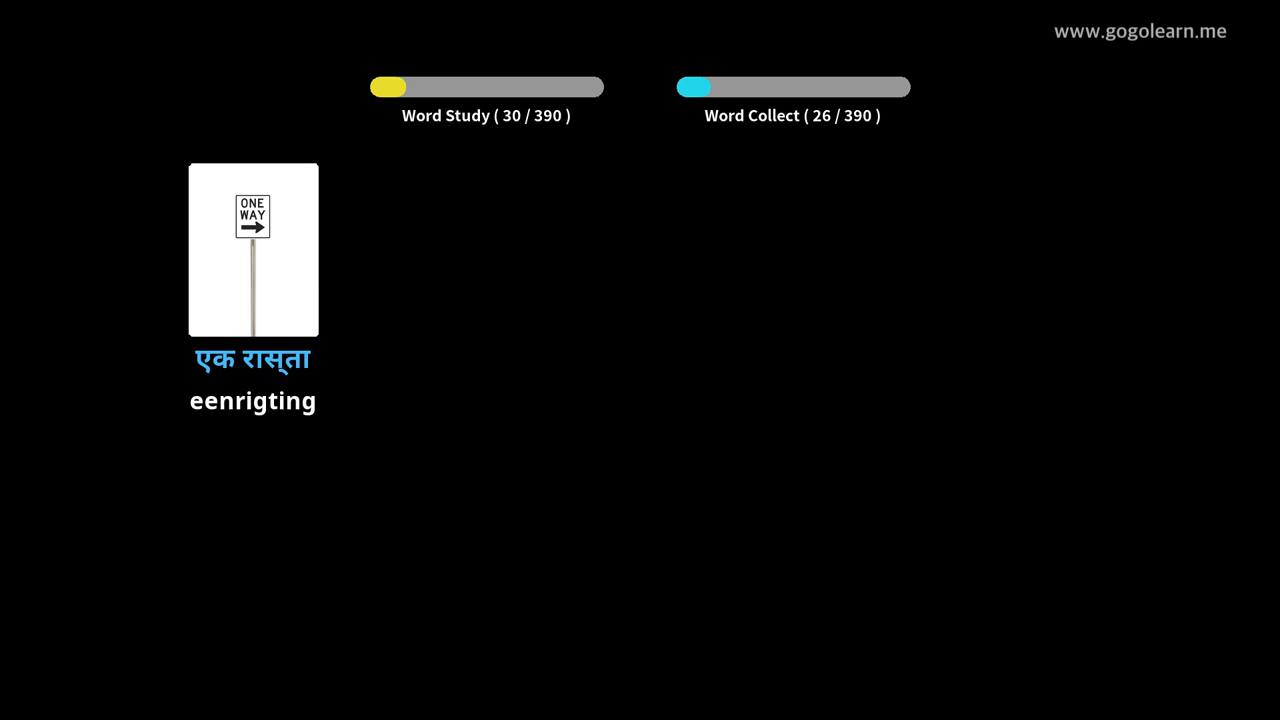 www.gogolearn.me
Word Study ( 30 / 390 )
Word Collect ( 26 / 390 )
ONE
WAY
एक रास्ता
eenrigting